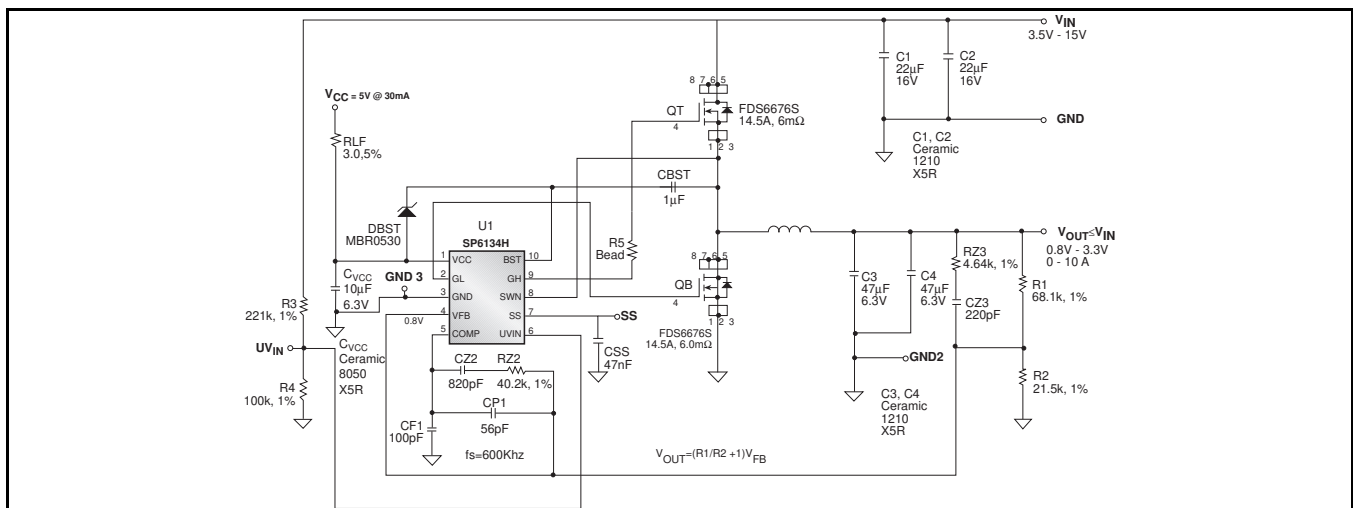 VIN
3.5V - 15V
C1
22µF
16V
C2
22µF
16V
GND
C1, C2
Ceramic
1210
X5R
VCC = 5V @ 30mA
RLF
3.0,5%
8 7 6 5
QT
4
FDS6676S
14.5A, 6mΩ
1 2 3
CBST
1µF
DBST
MBR0530
U1
SP6134H
1
VCC
BST
10
2
GL
GH
9
3
GND
SWN
8
4
VFB
SS
7
5
COMP
UVIN
6
R5
Bead
8 7 6 5
QB
4
1 2 3
FDS6676S
14.5A, 6.0mΩ
VOUT≤VIN
0.8V - 3.3V
0 - 10 A
C3
47µF
6.3V
C4
47µF
6.3V
RZ3
4.64k, 1%
CZ3
220pF
R1
68.1k, 1%
R2
21.5k, 1%
GND2
C3, C4
Ceramic
1210
X5R
CVCC
10µF
6.3V
GND 3
0.8V
R3
221k, 1%
UVIN
CVCC
Ceramic
8050
X5R
R4
100k, 1%
SS
CSS
47nF
CZ2
820pF
RZ2
40.2k, 1%
CP1
56pF
CF1
100pF
fs=600Khz
VOUT=(R1/R2 +1)VFB